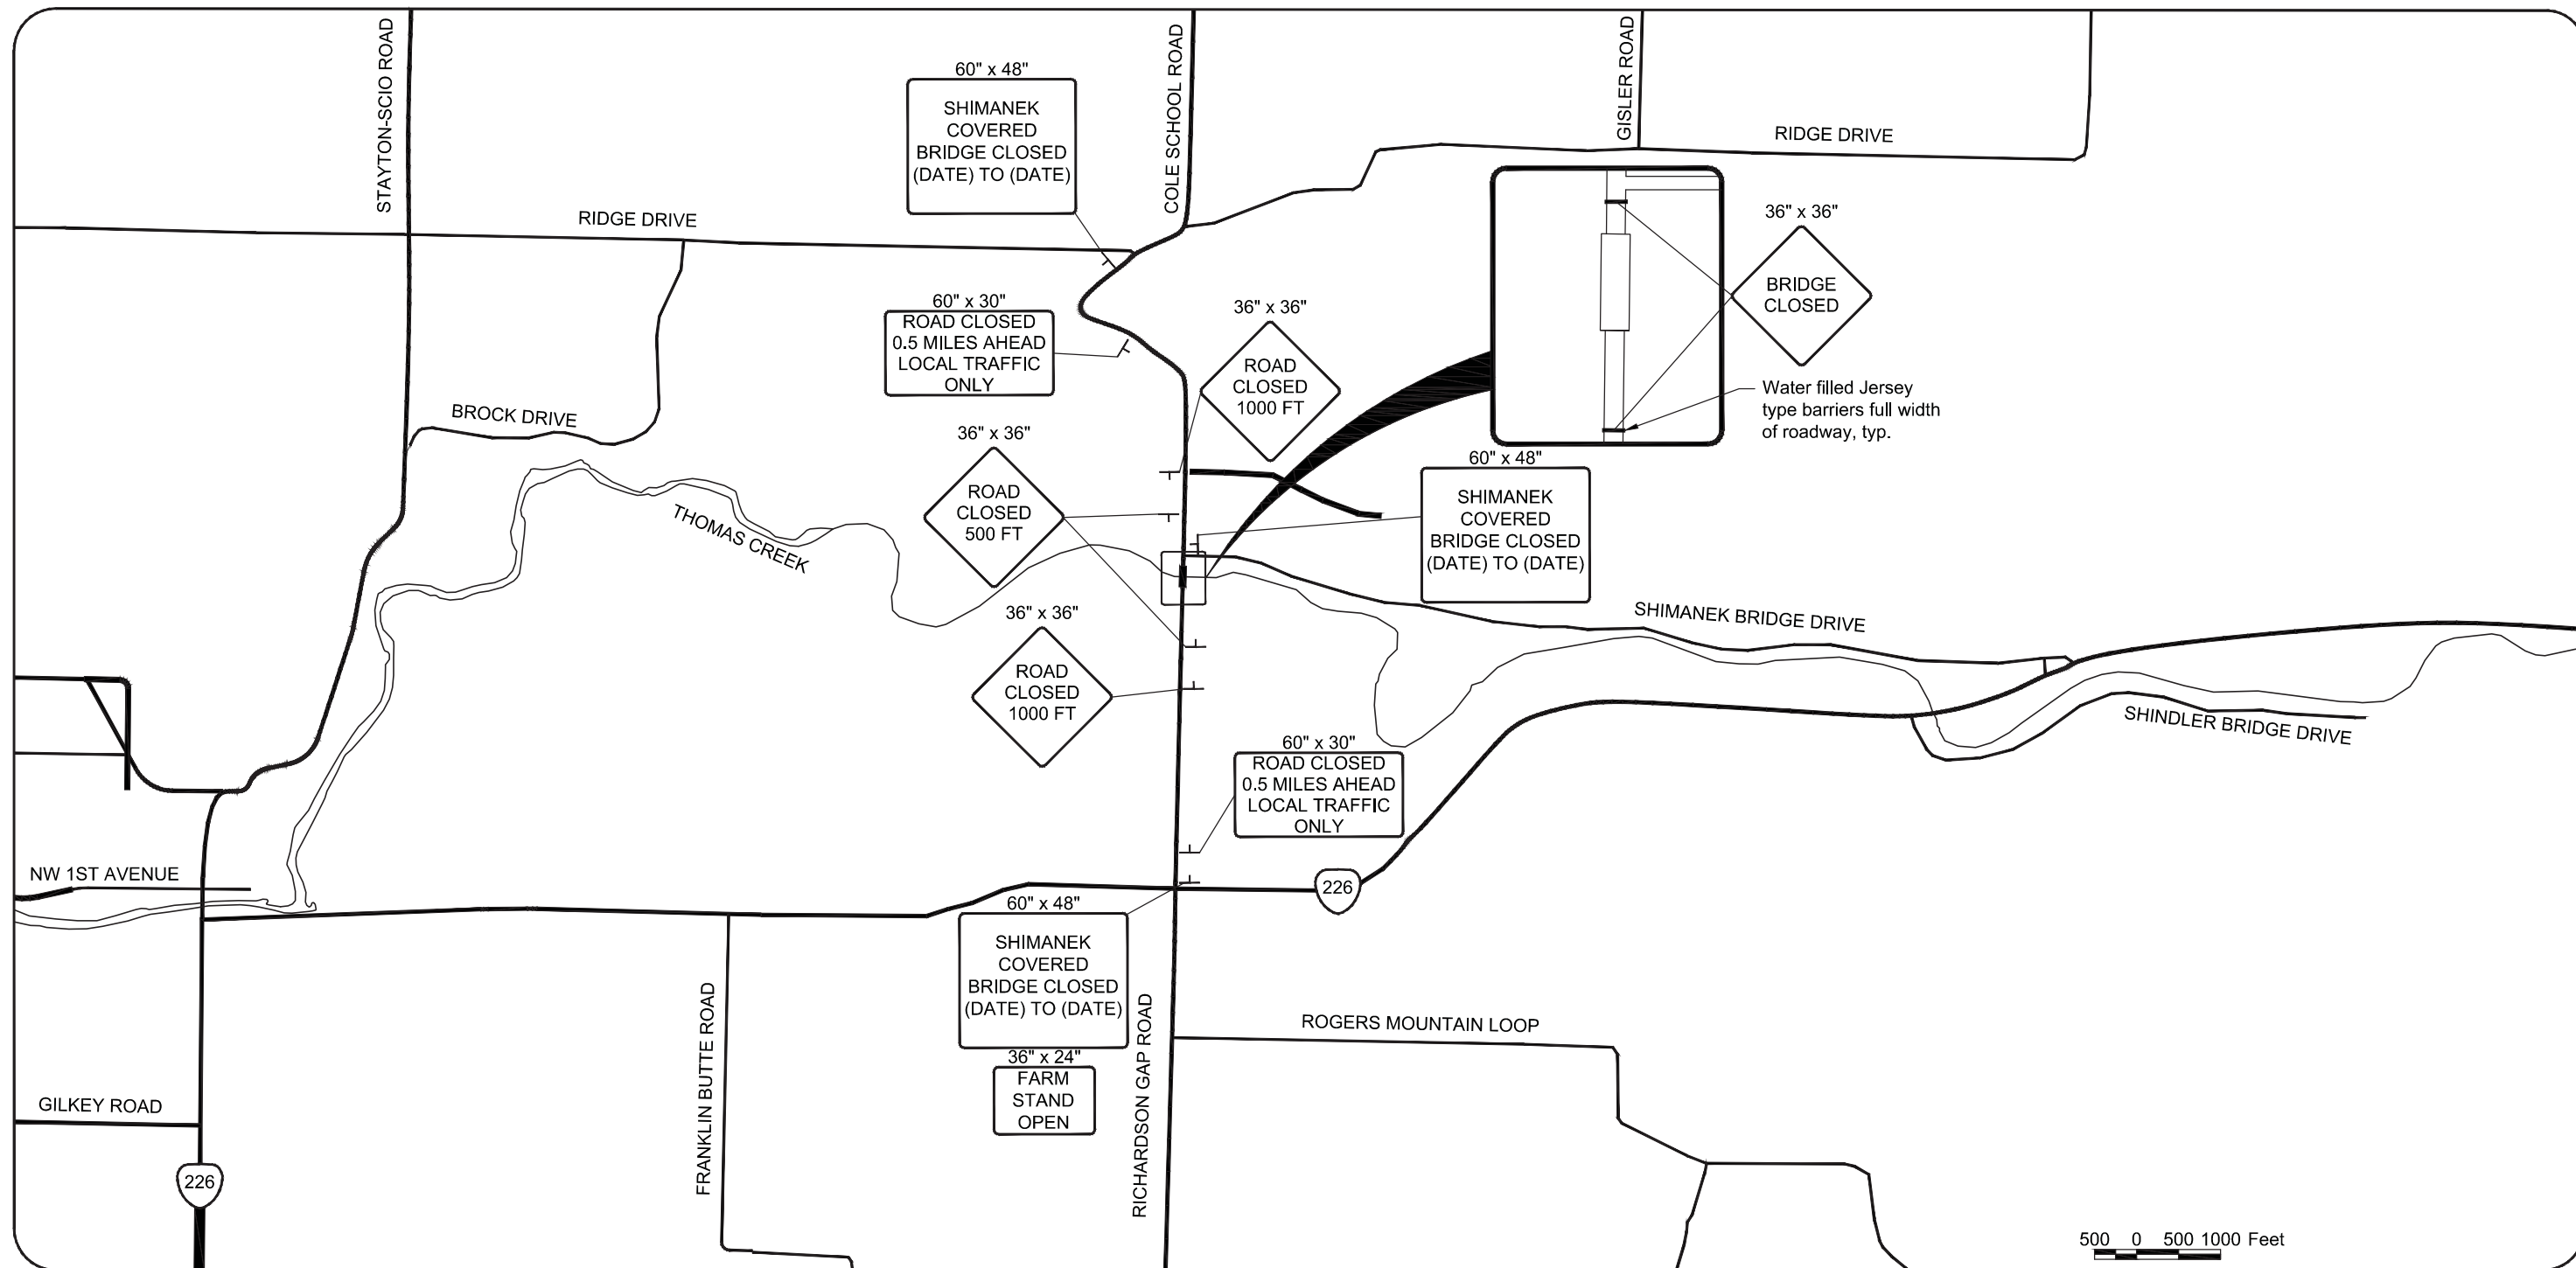 STAYTON-SCIO ROAD
COLE SCHOOL ROAD
GISLER ROAD
RIDGE DRIVE
60" x 48"
SHIMANEK
COVERED
BRIDGE CLOSED
(DATE) TO (DATE)
RIDGE DRIVE
36" x 36"
BRIDGE
CLOSED
60" x 30"
ROAD CLOSED
0.5 MILES AHEAD
LOCAL TRAFFIC
ONLY
36" x 36"
ROAD
CLOSED
1000 FT
Water filled Jersey
type barriers full width
of roadway, typ.
BROCK DRIVE
36" x 36"
ROAD
CLOSED
500 FT
60" x 48"
SHIMANEK
COVERED
BRIDGE CLOSED
(DATE) TO (DATE)
THOMAS CREEK
SHIMANEK BRIDGE DRIVE
36" x 36"
ROAD
CLOSED
1000 FT
SHINDLER BRIDGE DRIVE
60" x 30"
ROAD CLOSED
0.5 MILES AHEAD
LOCAL TRAFFIC
ONLY
NW 1ST AVENUE
226
60" x 48"
SHIMANEK
COVERED
BRIDGE CLOSED
(DATE) TO (DATE)
36" x 24"
FARM
STAND
OPEN
FRANKLIN BUTTE ROAD
RICHARDSON GAP ROAD
ROGERS MOUNTAIN LOOP
GILKEY ROAD
226
500 0 500 1000 Feet